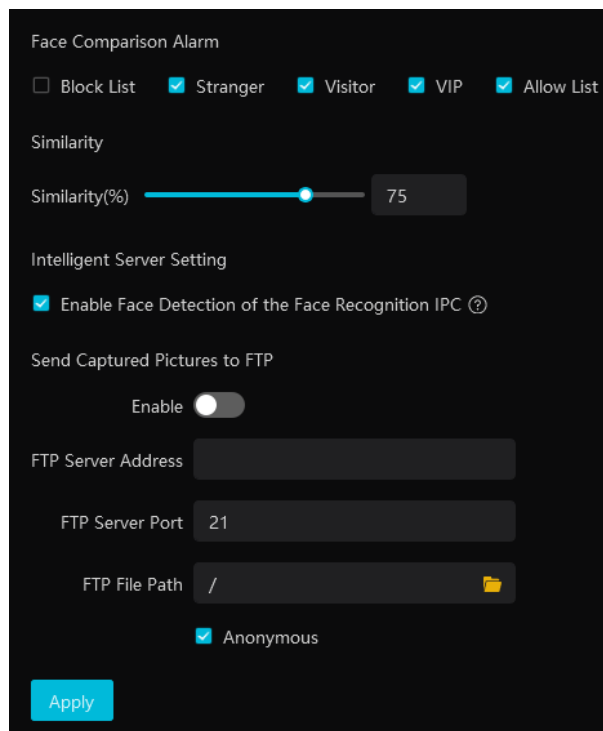 Face Comparison Alarm
Block List Stranger Visitor VIP Allow List
Similarity
Similarity(%) 75
Intelligent Server Setting
Enable Face Detection of the Face Recognition IPC ?
Send Captured Pictures to FTP
Enable
FTP Server Address
FTP Server Port 21
FTP File Path /
Anonymous
Apply